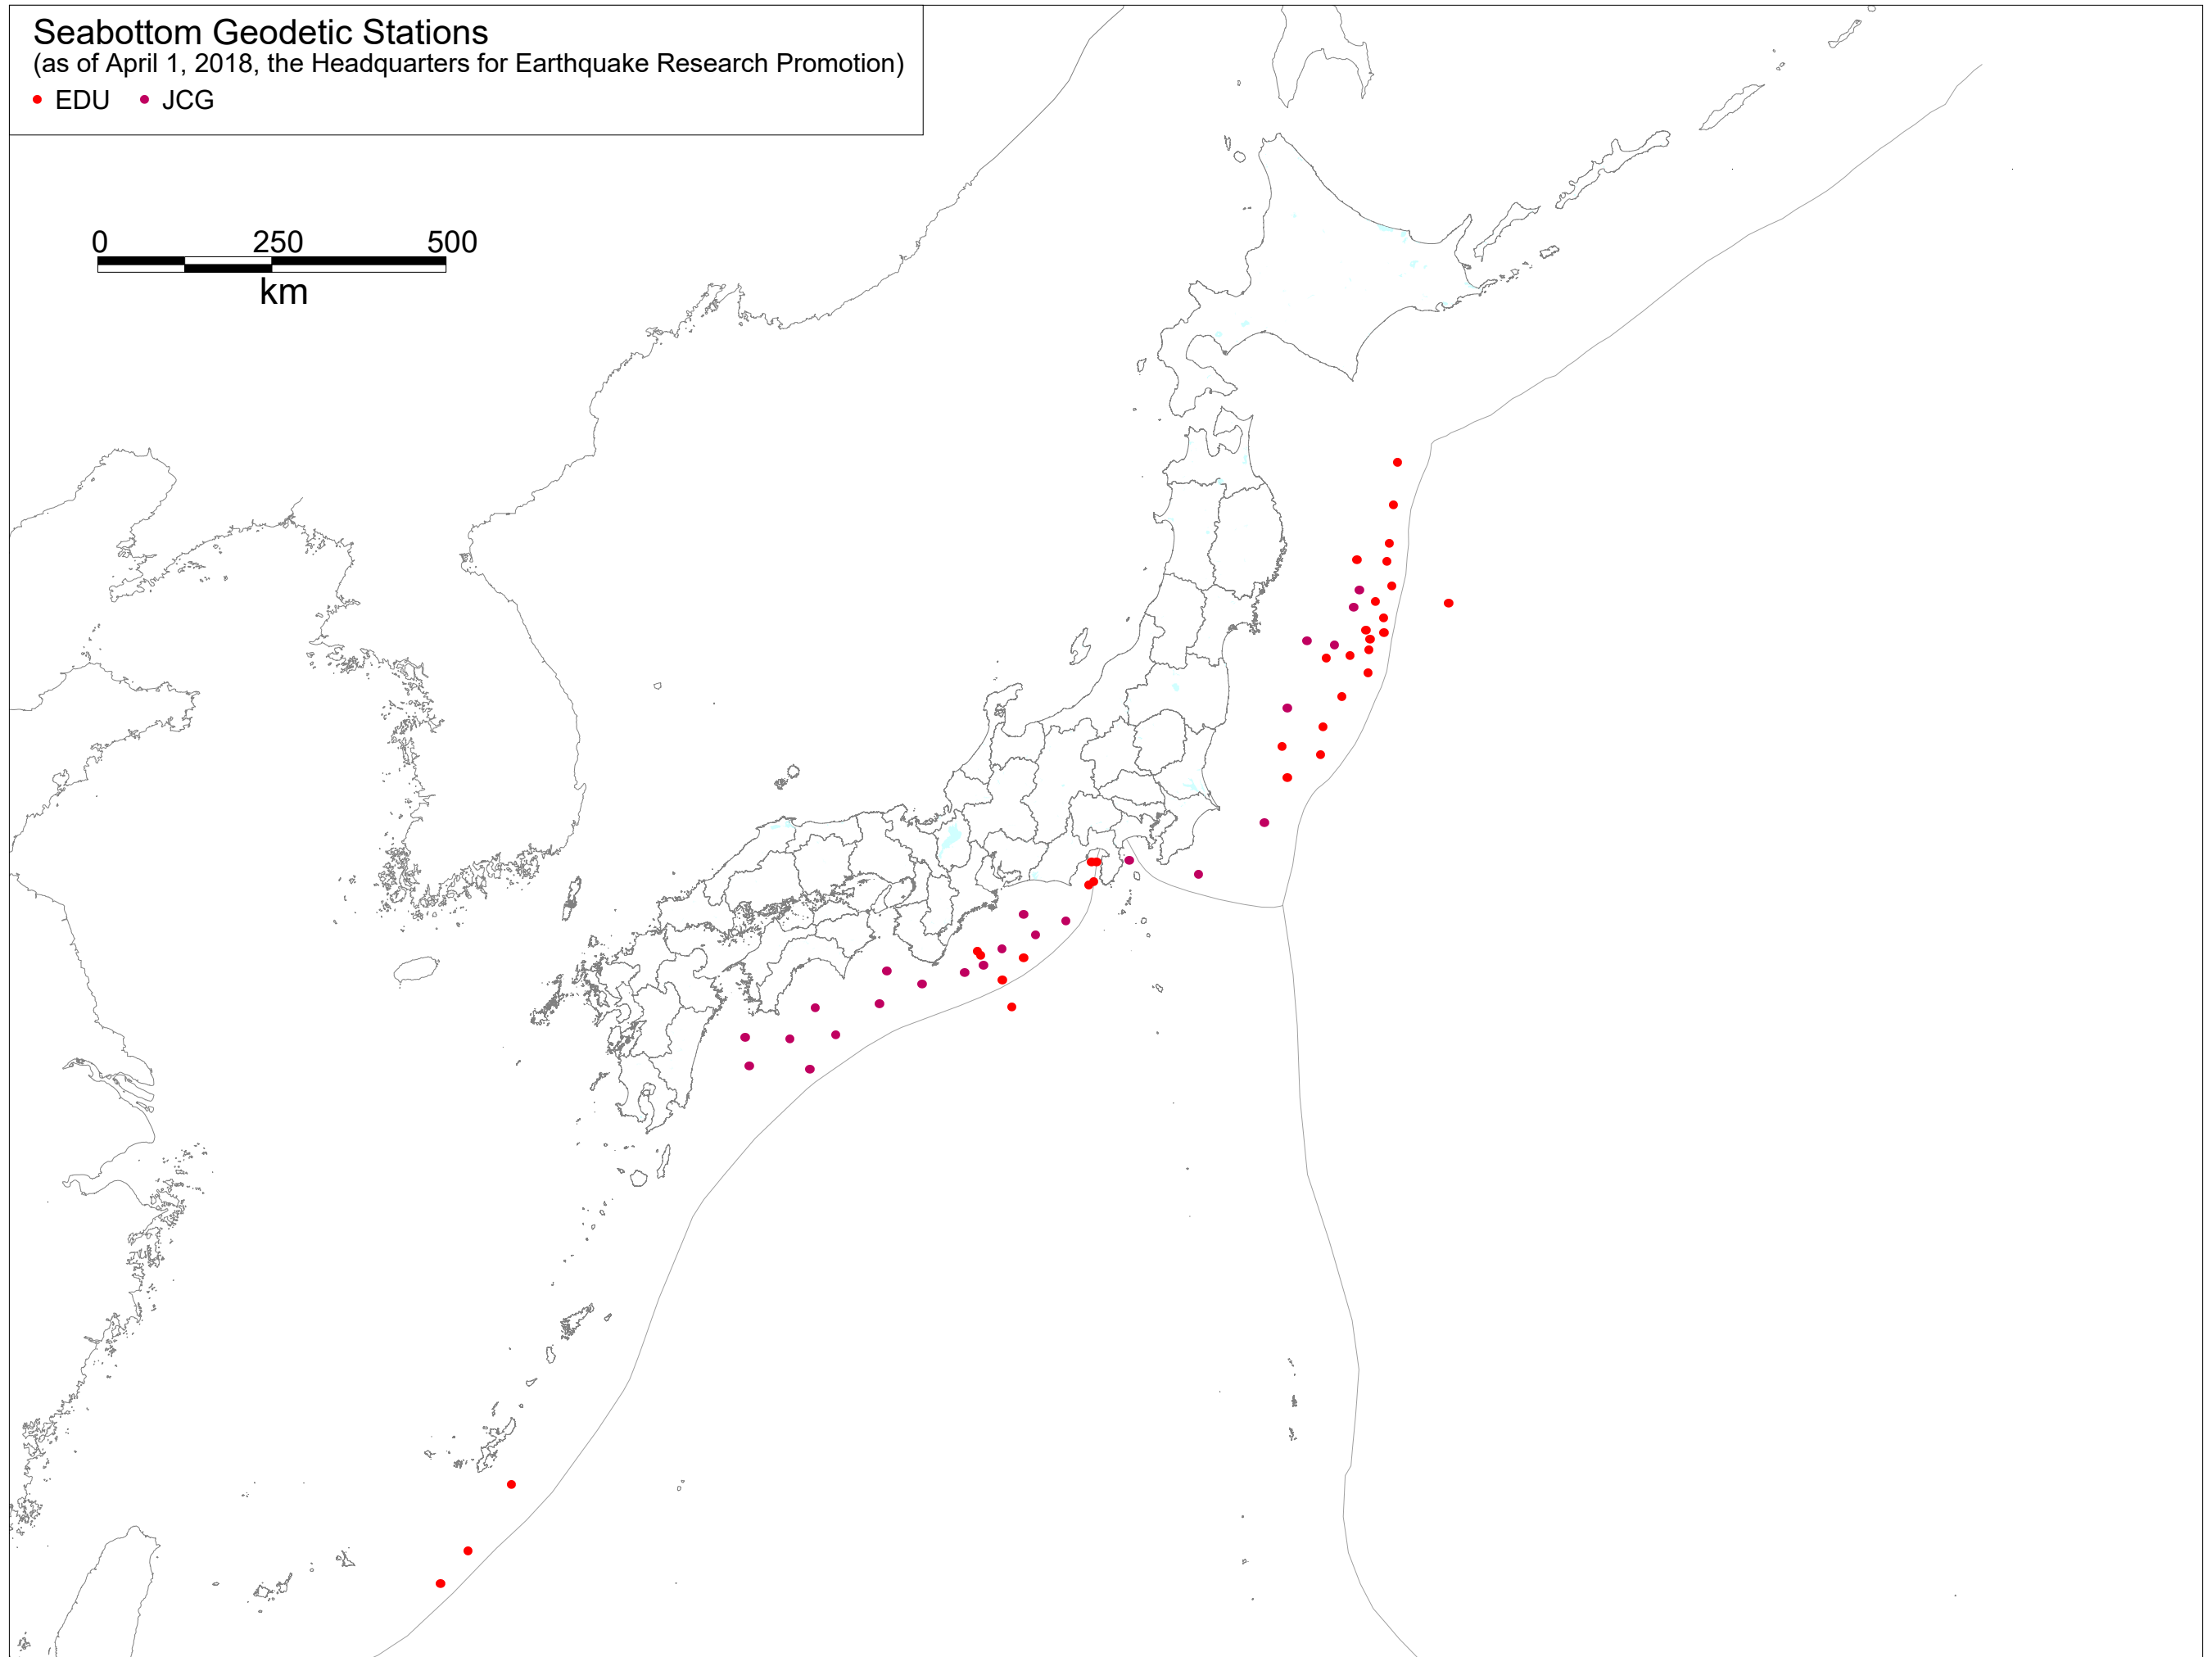 Seabottom Geodetic Stations
(as of April 1, 2018, the Headquarters for Earthquake Research Promotion)
EDU JCG
0 250 500
km